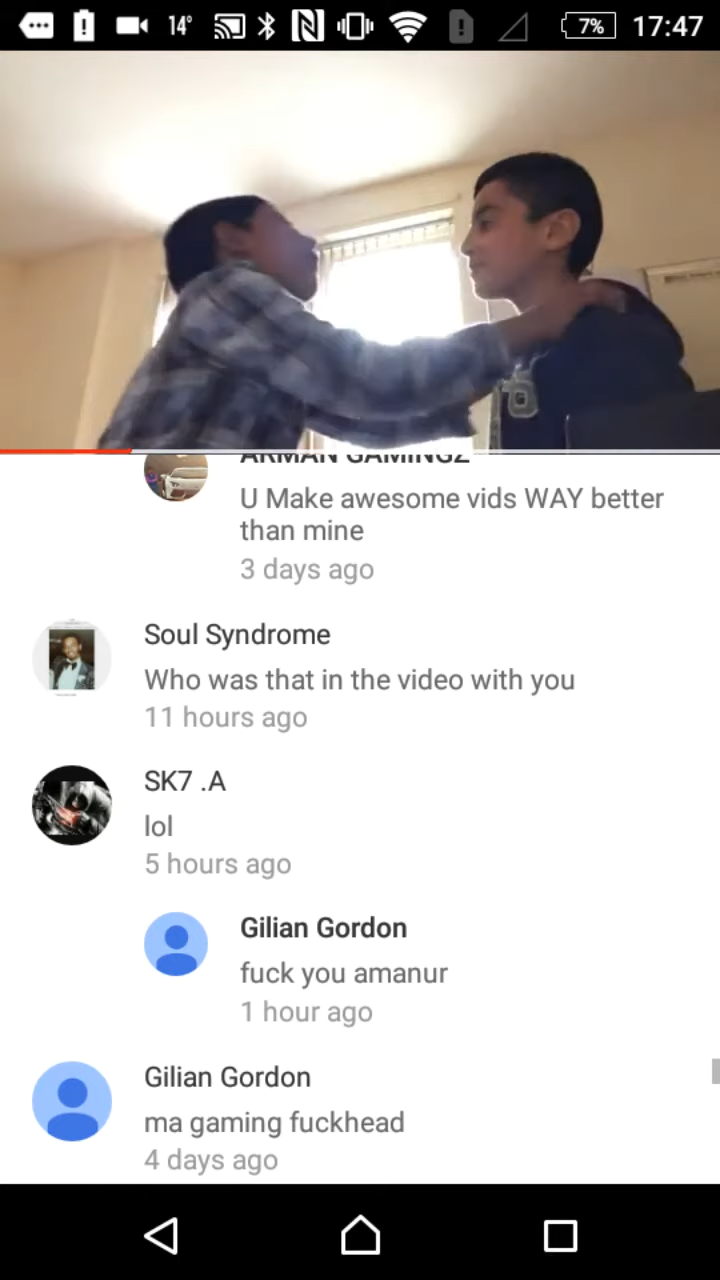 14°
7%
17:47
ARMAN GAMINGZ
U Make awesome vids WAY better
than mine
3 days ago
Soul Syndrome
Who was that in the video with you
11 hours ago
SK7 .A
lol
5 hours ago
Gilian Gordon
fuck you amanur
1 hour ago
Gilian Gordon
ma gaming fuckhead
4 days ago